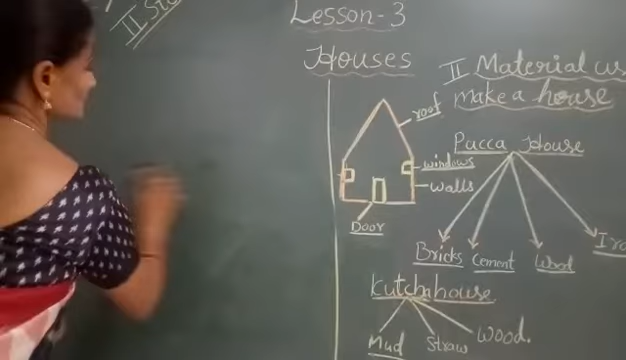 II
Lesson-3
Houses
II Material
make a house
roof
windows
walls
Door
Pucca House
Bricks Cement Wood
Kutcha house
Mud Straw Wood.